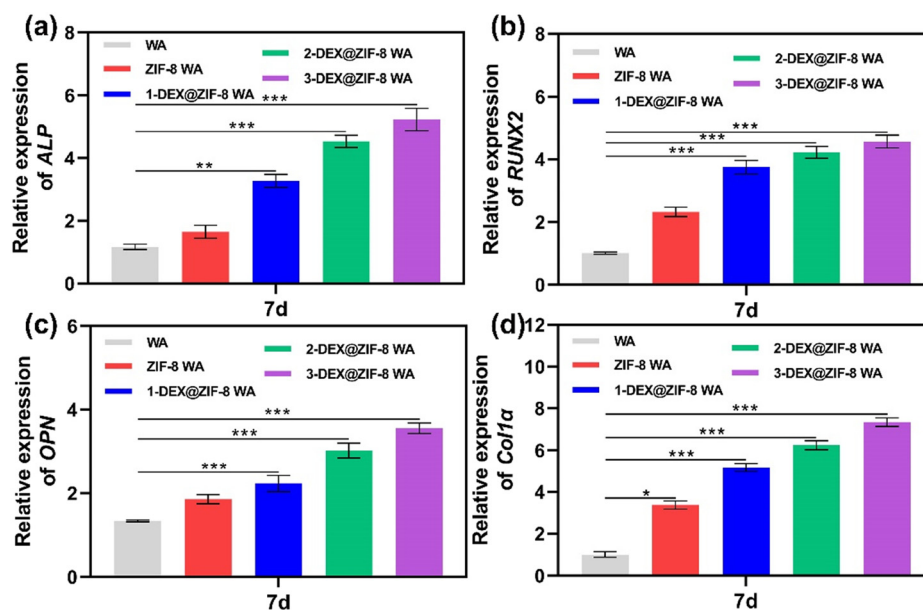 (a)
8
6
4
2
0
Relative expression
of ALP
WA
ZIF-8 WA
1-DEX@ZIF-8 WA
2-DEX@ZIF-8 WA
3-DEX@ZIF-8 WA
***
***
**
7d
(b)
8
6
4
2
0
Relative expression
of RUNX2
WA
ZIF-8 WA
1-DEX@ZIF-8 WA
2-DEX@ZIF-8 WA
3-DEX@ZIF-8 WA
***
***
***
7d
(c)
6
4
2
0
Relative expression
of OPN
WA
ZIF-8 WA
1-DEX@ZIF-8 WA
2-DEX@ZIF-8 WA
3-DEX@ZIF-8 WA
***
***
***
7d
(d)
12
10
8
6
4
2
0
Relative expression
of Col1α
WA
ZIF-8 WA
1-DEX@ZIF-8 WA
2-DEX@ZIF-8 WA
3-DEX@ZIF-8 WA
***
***
***
*
7d